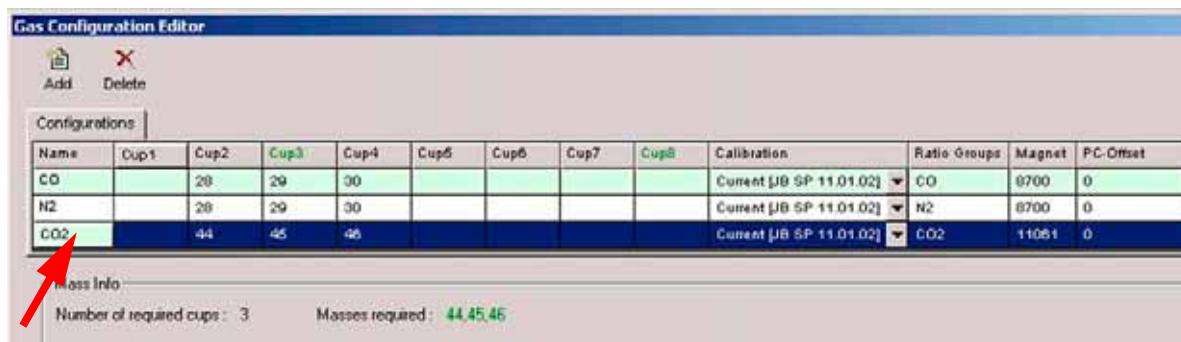 Gas Configuration Editor
Add Delete
Configurations
Name Cup1 Cup2 Cup3 Cup4 Cup5 Cup6 Cup7 Cup8 Calibration Ratio Groups Magnet PC-Offset
CO 28 29 30 Current [JB SP 11.01.02] CO 8700 0
N2 28 29 30 Current [JB SP 11.01.02] N2 8700 0
CO2 44 45 46 Current [JB SP 11.01.02] CO2 11061 0
Mass Info
Number of required cups : 3 Masses required : 44,45,46